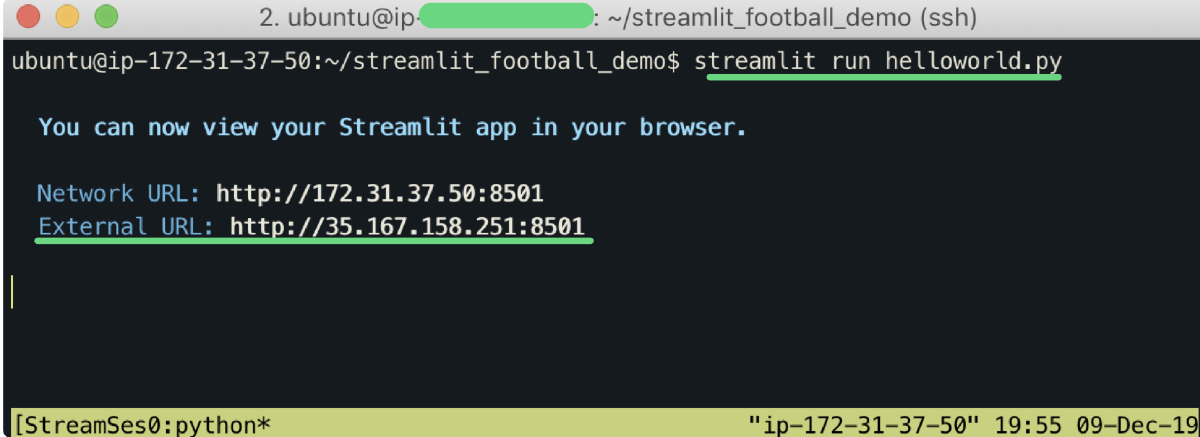 2. ubuntu@ip-: ~/streamlit_football_demo (ssh)
ubuntu@ip-172-31-37-50:~/streamlit_football_demo$ streamlit run helloworld.py
You can now view your Streamlit app in your browser.
Network URL: http://172.31.37.50:8501
External URL: http://35.167.158.251:8501
[StreamSes0:python* "ip-172-31-37-50" 19:55 09-Dec-19